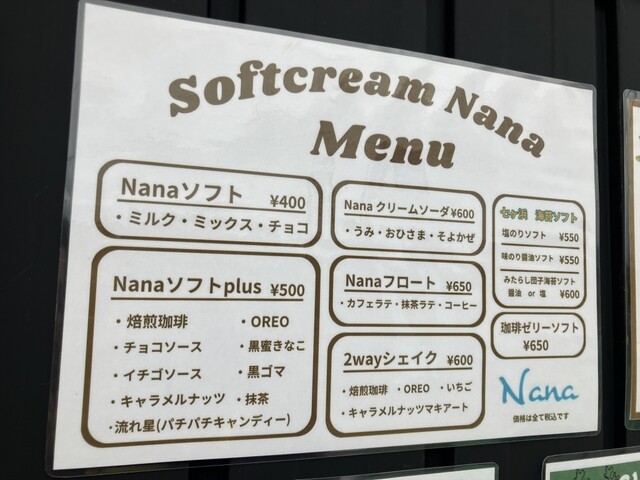 Softcream Nana
Menu
Nanaソフト ¥400
・ミルク・ミックス・チョコ
Nanaソフトplus ¥500
・焙煎珈琲 ・OREO
・チョコソース ・黒蜜きなこ
・イチゴソース ・黒ゴマ
・キャラメルナッツ ・抹茶
・流れ星(パチパチキャンディー)
Nana クリームソーダ ¥600
・うみ・おひさま・そよかぜ
Nanaフロート ¥650
・カフェラテ・抹茶ラテ・コーヒー
2wayシェイク ¥600
・焙煎珈琲 ・OREO ・いちご
・キャラメルナッツマキアート
七ヶ浜 海苔ソフト
塩のりソフト ¥550
味のり醤油ソフト ¥550
みたらし団子海苔ソフト
醤油 or 塩 ¥600
珈琲ゼリーソフト
¥650
Nana
価格は全て税込です